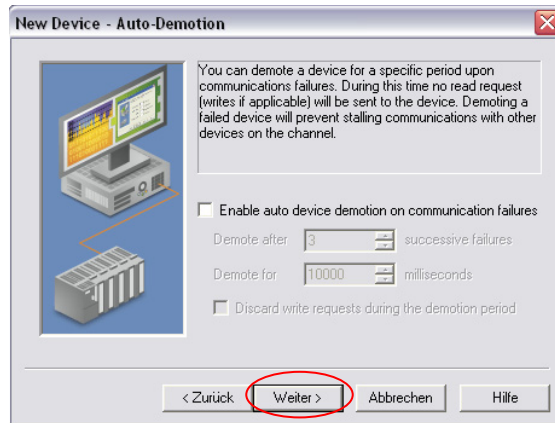 New Device - Auto-Demotion
You can demote a device for a specific period upon
communications failures. During this time no read request
(writes if applicable) will be sent to the device. Demoting a
failed device will prevent stalling communications with other
devices on the channel.
Enable auto device demotion on communication failures
Demote after 3 successive failures
Demote for 10000 milliseconds
Discard write requests during the demotion period
< Zurück Weiter > Abbrechen Hilfe